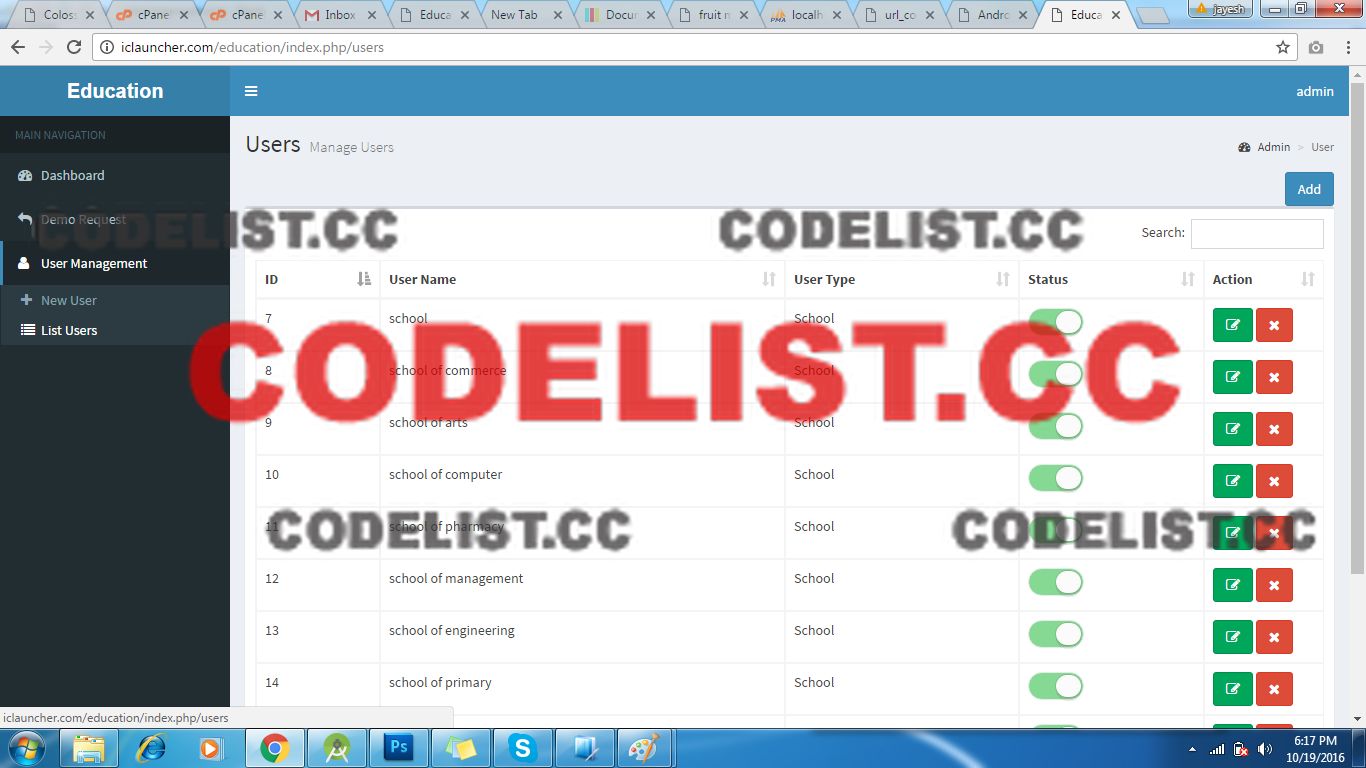 Colos
cPane
cPane
Inbox
Educa
New Tab
Docur
fruit n
localh
url_co
Andro
Educa
jayesh
iclauncher.com/education/index.php/users
Education
admin
MAIN NAVIGATION
Dashboard
Demo Request
User Management
New User
List Users
Users Manage Users
Admin > User
Add
CODELIST.CC
CODELIST.CC
Search:
ID User Name User Type Status Action
7 school School
CODELIST.CC
8 school of commerce School
9 school of arts School
10 school of computer School
11 school of pharmacy School
CODELIST.CC
CODELIST.CC
12 school of management School
13 school of engineering School
14 school of primary School
iclauncher.com/education/index.php/users
Ps
6:17 PM
10/19/2016